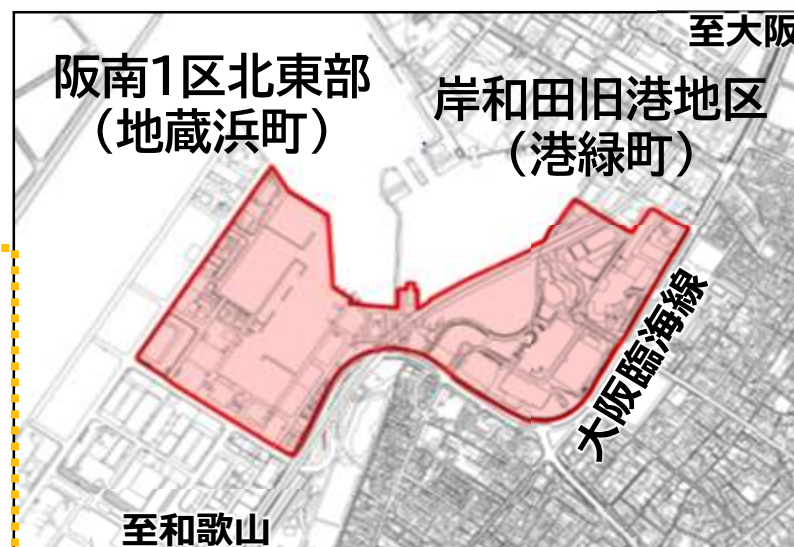 至大阪
阪南1区北東部
（地蔵浜町）
岸和田旧港地区
（港緑町）
大阪臨海線
至和歌山